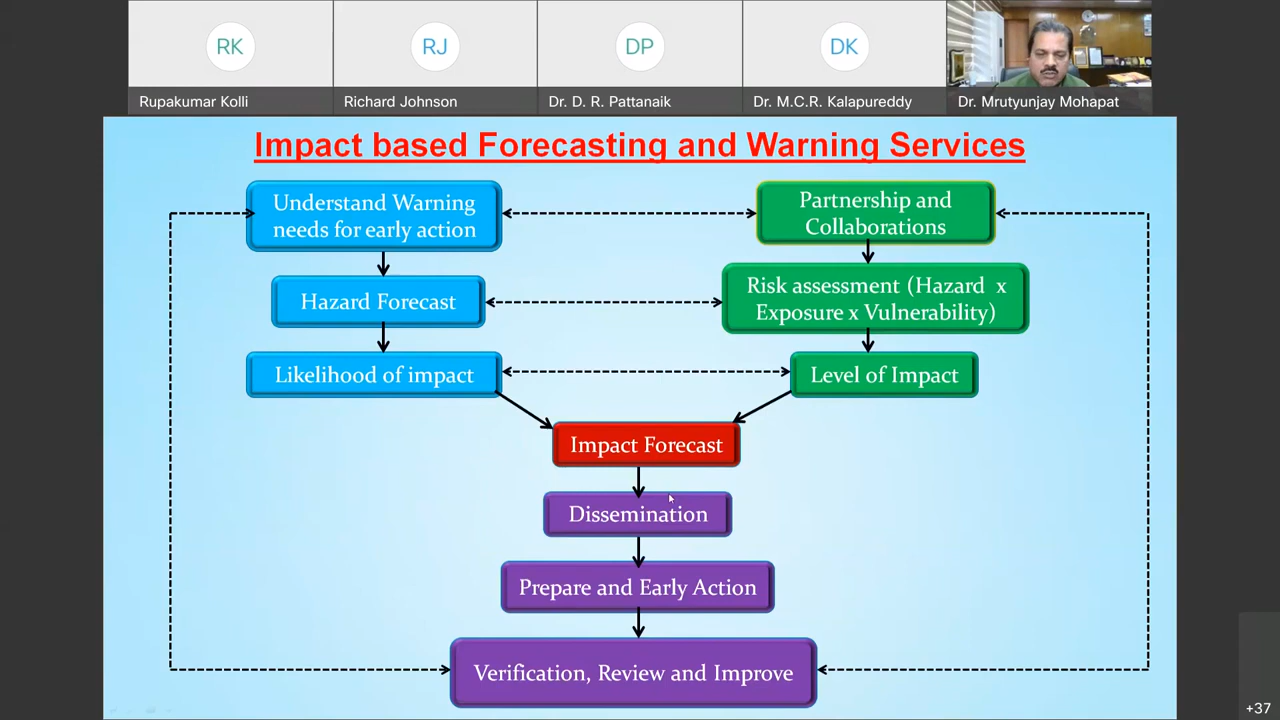 RK
RJ
DP
DK
Rupakumar Kolli
Richard Johnson
Dr. D. R. Pattanaik
Dr. M.C.R. Kalapureddy
Dr. Mrutyunjay Mohapat
Impact based Forecasting and Warning Services
Understand Warning
needs for early action
Partnership and
Collaborations
Hazard Forecast
Risk assessment (Hazard x
Exposure x Vulnerability)
Likelihood of impact
Level of Impact
Impact Forecast
Dissemination
Prepare and Early Action
Verification, Review and Improve
+37